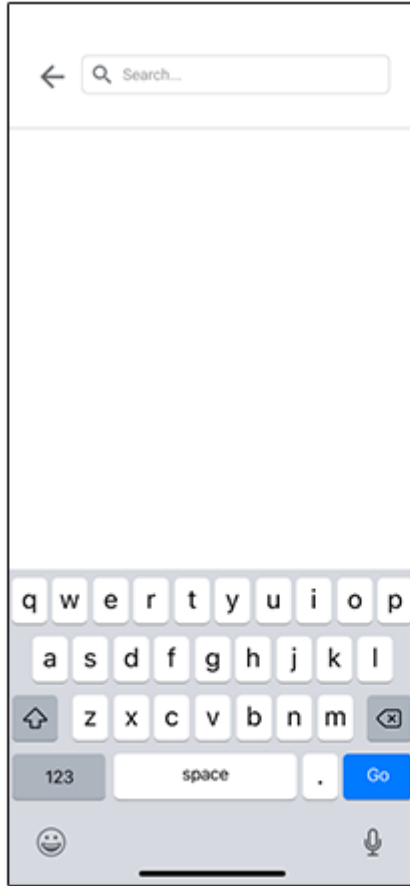 Search...
q w e r t y u i o p
a s d f g h j k l
z x c v b n m
123 space . Go